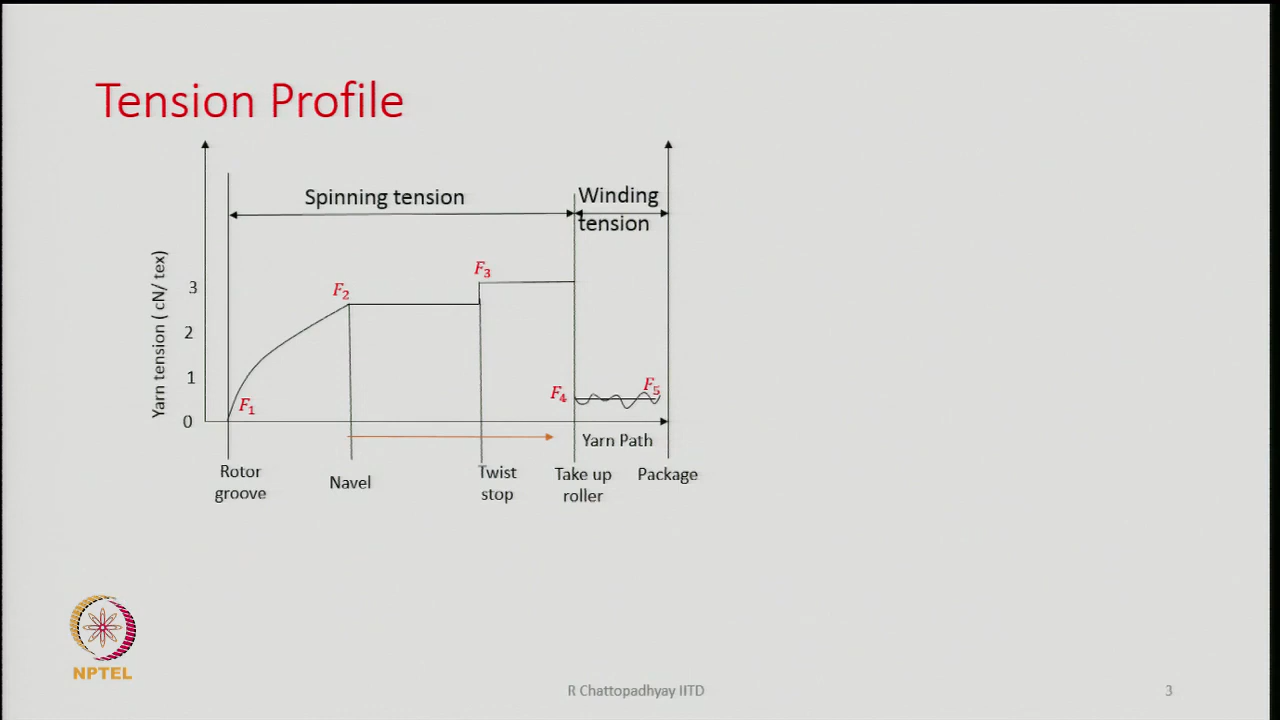 Tension Profile
Spinning tension
Winding
tension
Yarn tension ( cN/ tex)
3
2
1
0
F1
F2
F3
F4
F5
Yarn Path
Rotor
groove
Navel
Twist
stop
Take up
roller
Package
NPTEL
R Chattopadhyay IITD
3